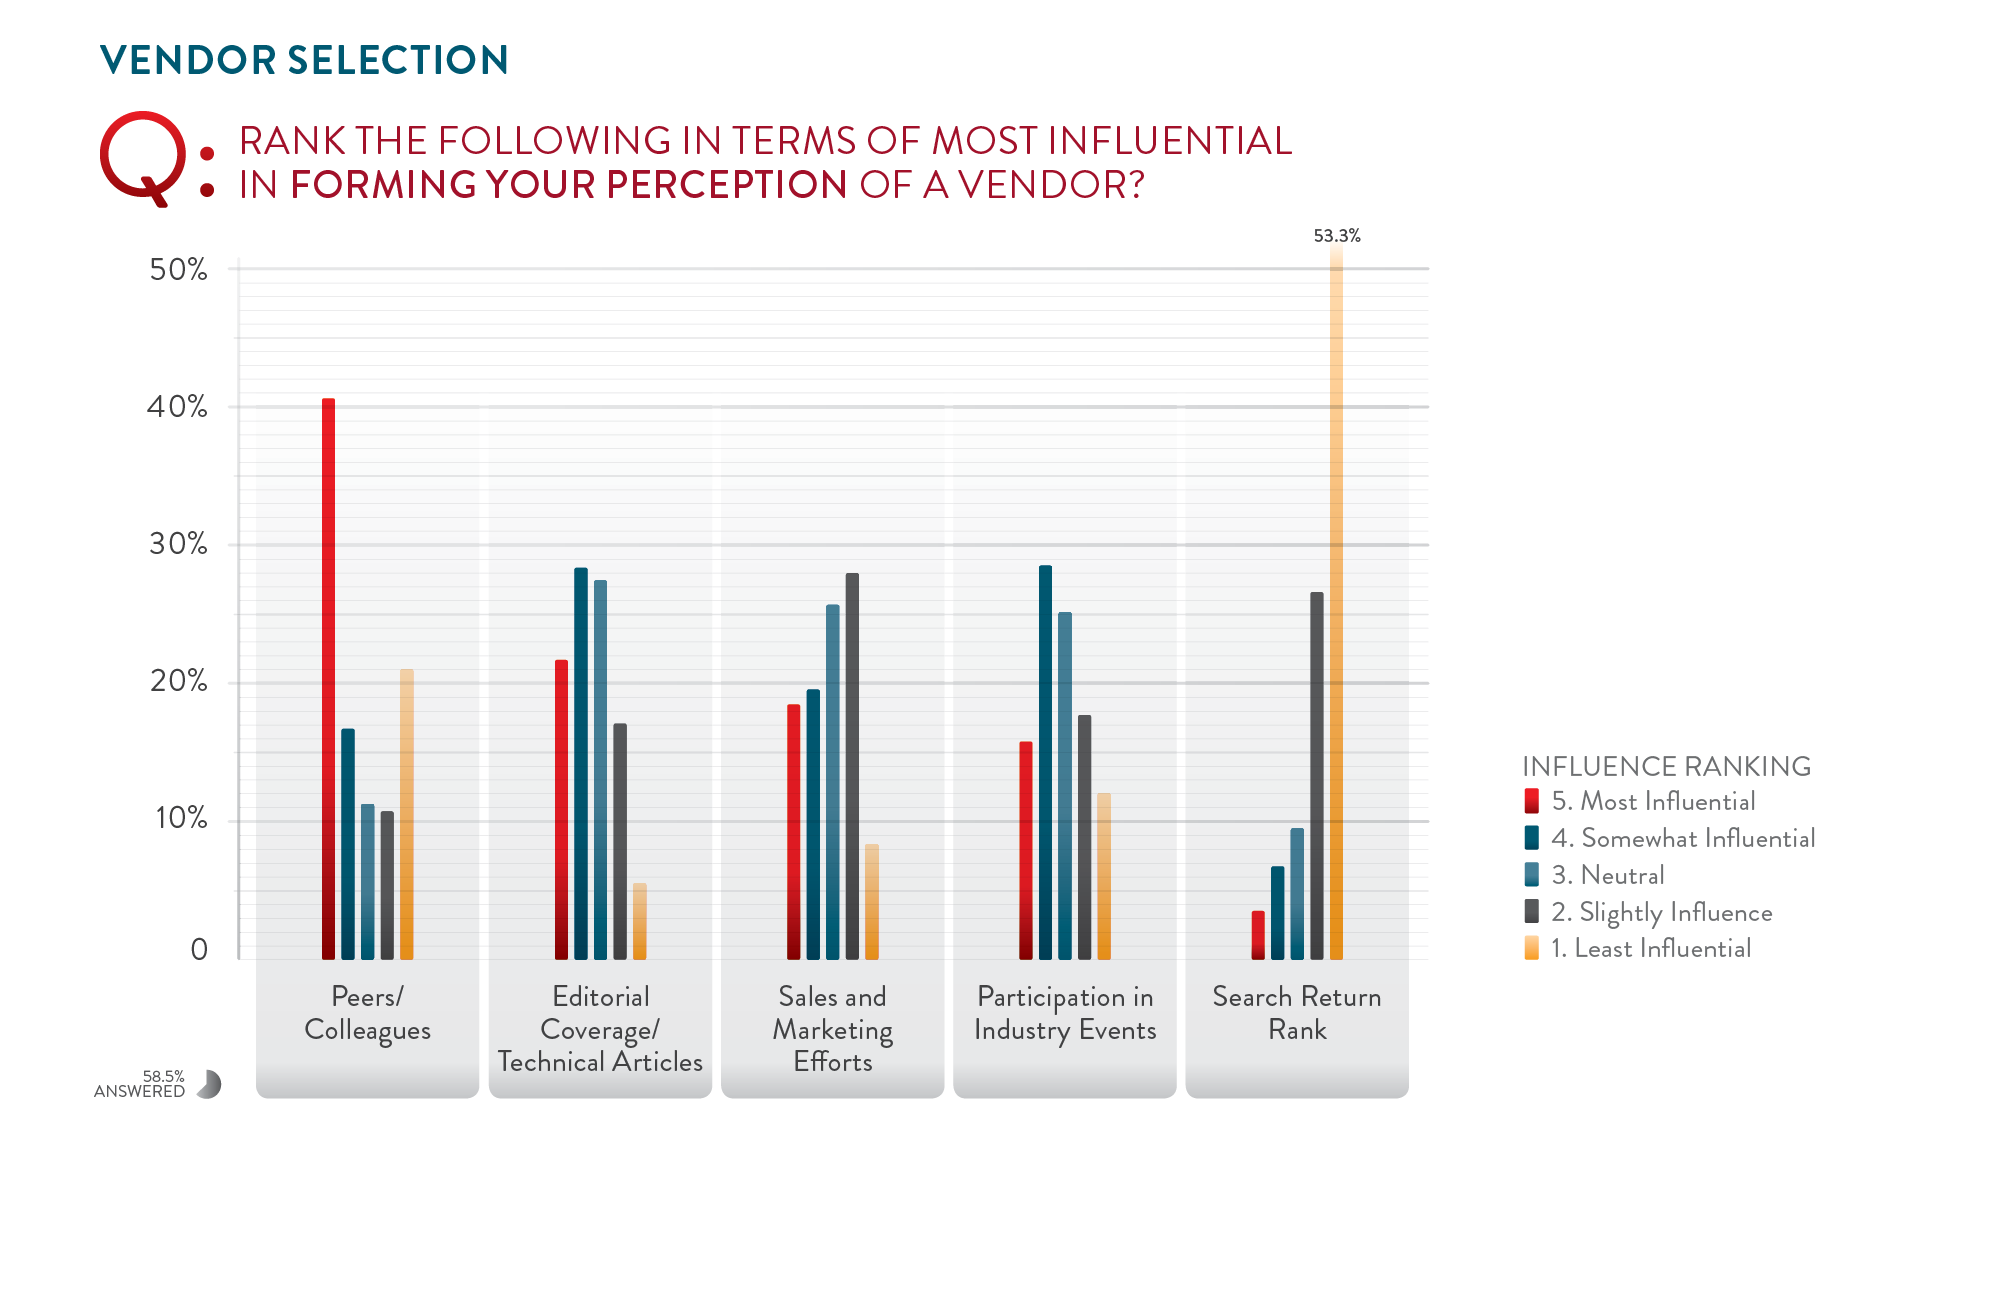 VENDOR SELECTION
Q: RANK THE FOLLOWING IN TERMS OF MOST INFLUENTIAL
IN FORMING YOUR PERCEPTION OF A VENDOR?
53.3%
50%
40%
30%
20%
10%
0
Peers/
Colleagues
Editorial
Coverage/
Technical Articles
Sales and
Marketing
Efforts
Participation in
Industry Events
Search Return
Rank
58.5%
ANSWERED
INFLUENCE RANKING
5. Most Influential
4. Somewhat Influential
3. Neutral
2. Slightly Influence
1. Least Influential